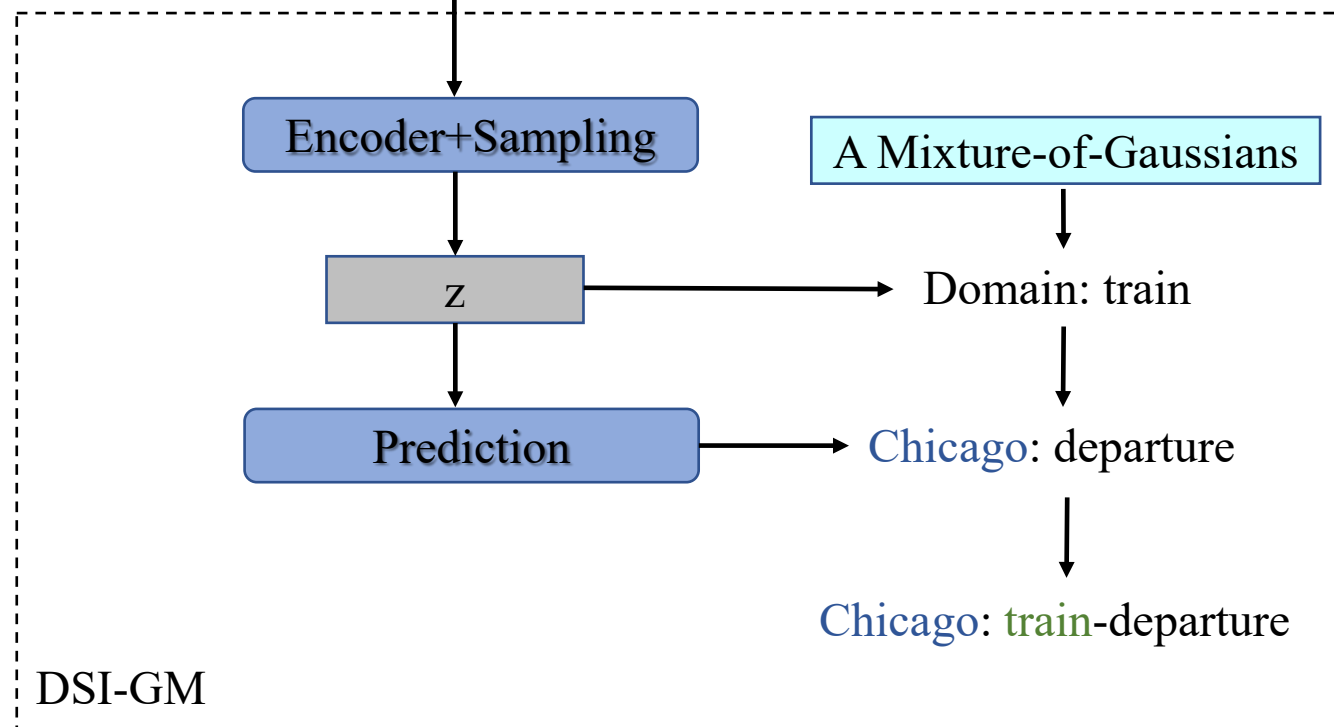 Encoder+Sampling
A Mixture-of-Gaussians
z
Domain: train
Prediction
Chicago: departure
Chicago: train-departure
DSI-GM